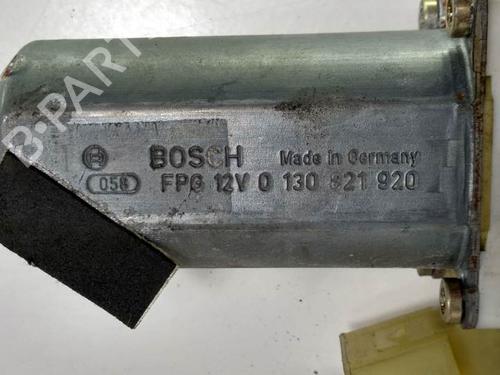 B-PARTS
BOSCH Made in Germany
058 FPG 12V 0 130 821 920